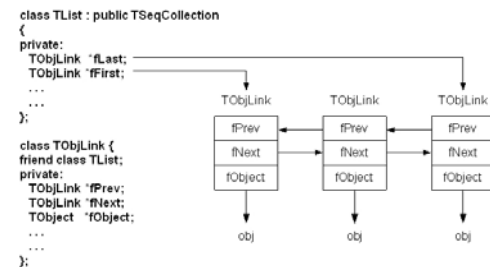 class TList : public TSeqCollection
{
private:
TObjLink *fLast;
TObjLink *fFirst;
...
...
};
class TObjLink {
friend class TList;
private:
TObjLink *fPrev;
TObjLink *fNext;
TObject *fObject;
...
...
};
TObjLink TObjLink TObjLink
fPrev fPrev fPrev
fNext fNext fNext
fObject fObject fObject
obj obj obj